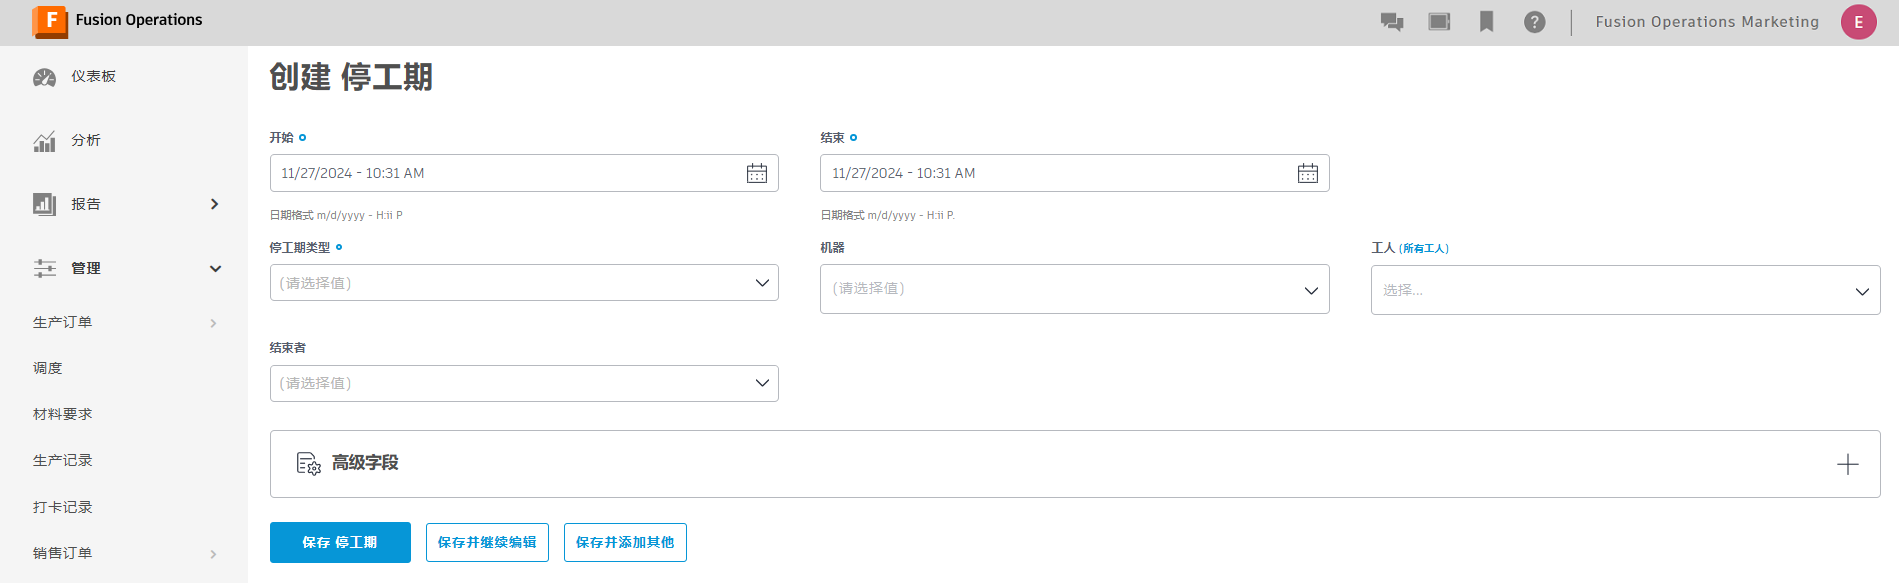 F Fusion Operations
Fusion Operations Marketing E
仪表板
分析
报告
管理
生产订单
调度
材料要求
生产记录
打卡记录
销售订单
创建 停工期
开始
11/27/2024 - 10:31 AM
日期格式 m/d/yyyy - H:ii P
结束
11/27/2024 - 10:31 AM
日期格式 m/d/yyyy - H:ii P.
停工期类型
(请选择值)
机器
(请选择值)
工人 (所有工人)
选择...
结束者
(请选择值)
高级字段
保存 停工期
保存并继续编辑
保存并添加其他